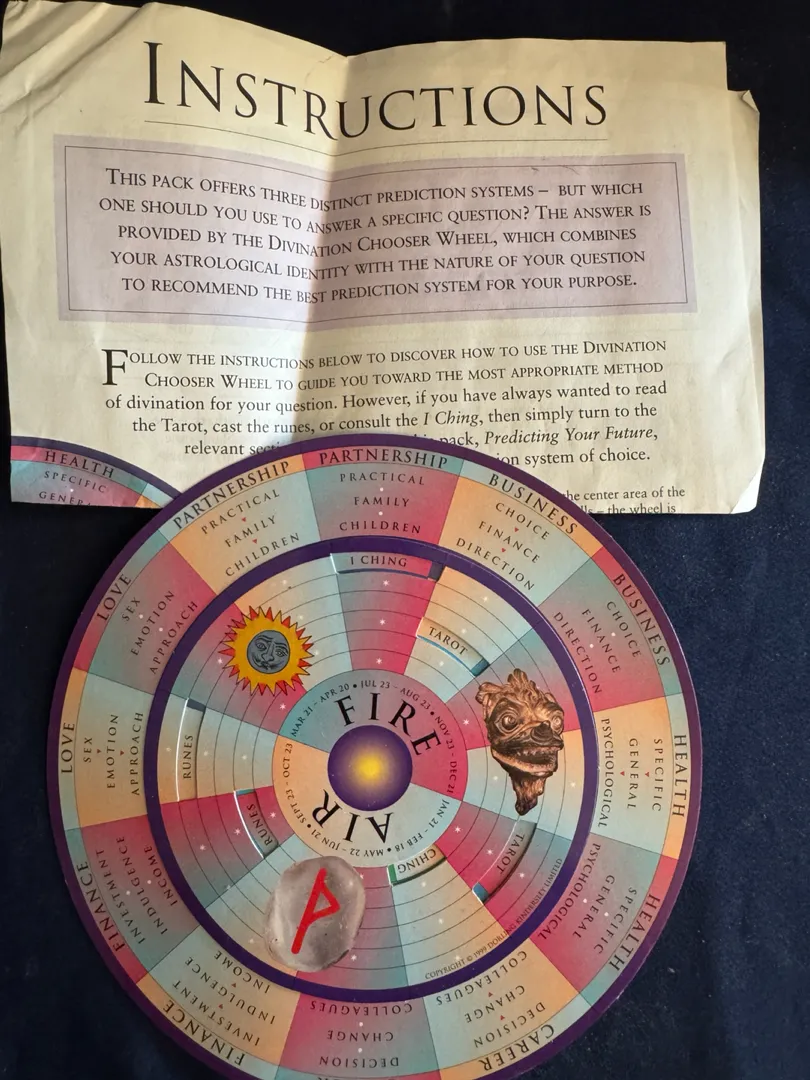 INSTRUCTIONS
THIS PACK OFFERS THREE DISTINCT PREDICTION SYSTEMS – BUT WHICH
ONE SHOULD YOU USE TO ANSWER A SPECIFIC QUESTION? THE ANSWER IS
PROVIDED BY THE DIVINATION CHOOSER WHEEL, WHICH COMBINES
YOUR ASTROLOGICAL IDENTITY WITH THE NATURE OF YOUR QUESTION
TO RECOMMEND THE BEST PREDICTION SYSTEM FOR YOUR PURPOSE.
FOLLOW THE INSTRUCTIONS BELOW TO DISCOVER HOW TO USE THE DIVINATION
CHOOSER WHEEL TO GUIDE YOU TOWARD THE MOST APPROPRIATE METHOD
of divination for your question. However, if you have always wanted to read
the Tarot, cast the runes, or consult the I Ching, then simply turn to the
relevant pack, Predicting Your Future,
system of choice.
the center area of the
the wheel is
HEALTH
SPECIFIC
PARTNERSHIP
PRACTICAL
FAMILY
CHILDREN
PARTNERSHIP
PRACTICAL
FAMILY
CHILDREN
BUSINESS
CHOICE
FINANCE
DIRECTION
BUSINESS
CHOICE
FINANCE
DIRECTION
HEALTH
SPECIFIC
GENERAL
PSYCHOLOGICAL
HEALTH
SPECIFIC
GENERAL
PSYCHOLOGICAL
CAREER
DECISION
CHANGE
COLLEAGUES
DECISION
CHANGE
COLLEAGUES
FINANCE
INVESTMENT
INDULGENCE
INCOME
FINANCE
INVESTMENT
INDULGENCE
INCOME
LOVE
SEX
EMOTION
APPROACH
LOVE
SEX
EMOTION
APPROACH
I CHING
TAROT
TAROT
CHING
RUNES
RUNES
FIRE
MAR 21 – APR 20 • JUL 23 – AUG 23 • NOV 23 – DEC 21
AIR
JAN 21 – FEB 18 • MAY 22 – JUN 21 • SEPT 23 – OCT 23
COPYRIGHT © 1999 DORLING KINDERSLEY LIMITED